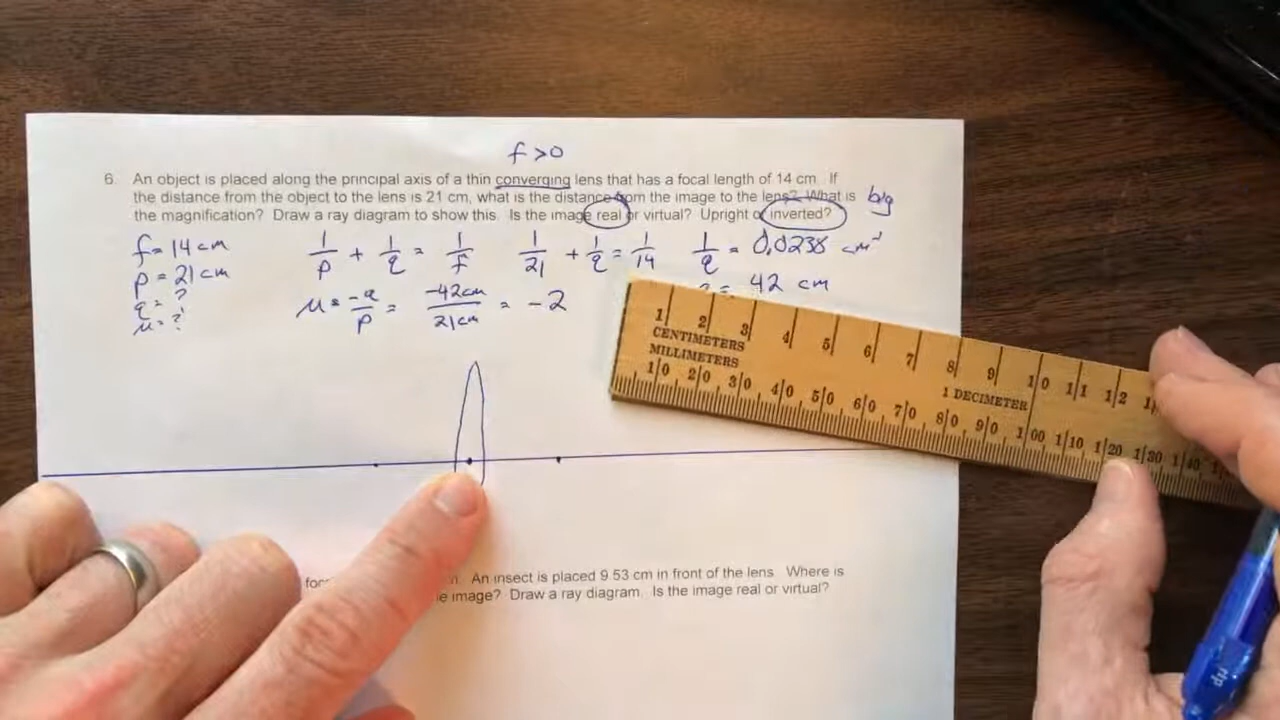 f>0
6. An object is placed along the principal axis of a thin converging lens that has a focal length of 14 cm. If
the distance from the object to the lens is 21 cm, what is the distance from the image to the lens? What is big
the magnification? Draw a ray diagram to show this. Is the image real or virtual? Upright or inverted?
f = 14 cm
p = 21 cm
q = ?
M = ?
1/p + 1/q = 1/f
1/21 + 1/q = 1/14
1/q = 0.0238 cm⁻¹
= 42 cm
M = -q/p = -42cm/21cm = -2
1 2 3 4 5 6 7 8 9 10 11 12
CENTIMETERS
MILLIMETERS
1 DECIMETER
10 20 30 40 50 60 70 80 90 100 110 120 130 140
An insect is placed 9.53 cm in front of the lens. Where is
image? Draw a ray diagram. Is the image real or virtual?